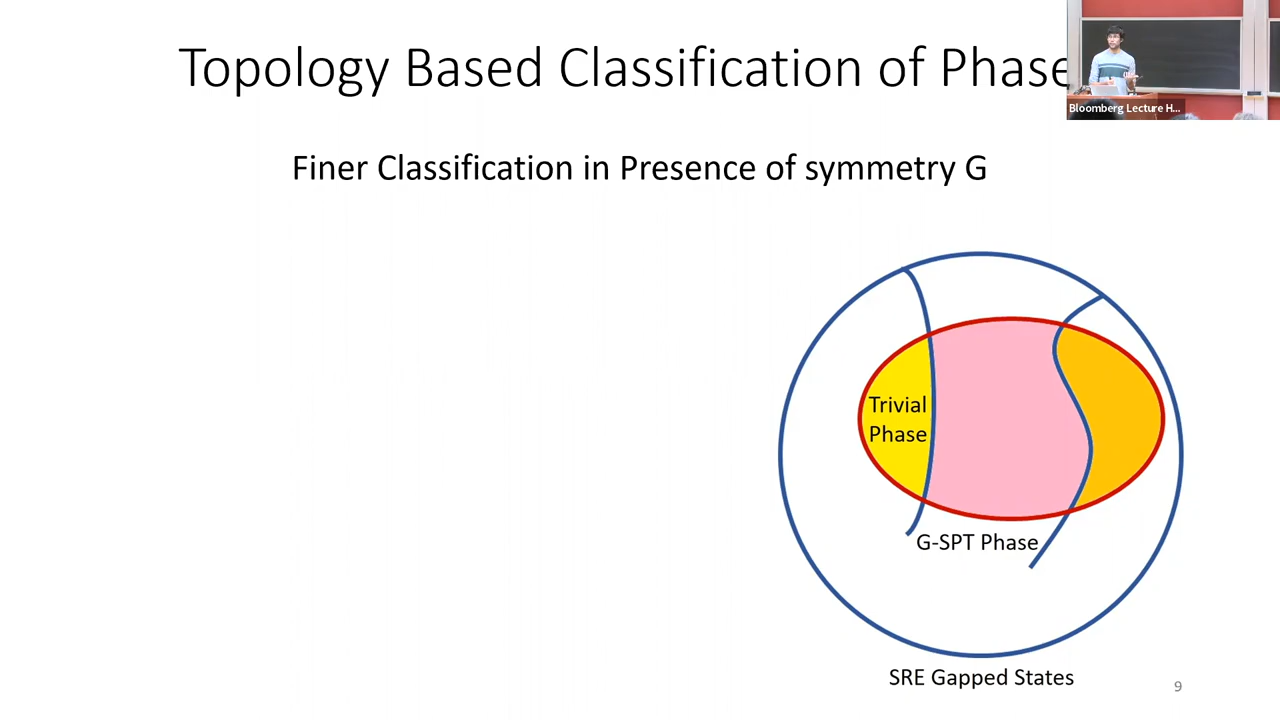 Topology Based Classification of Phase
Bloomberg Lecture H...
Finer Classification in Presence of symmetry G
Trivial
Phase
G-SPT Phase
SRE Gapped States
9